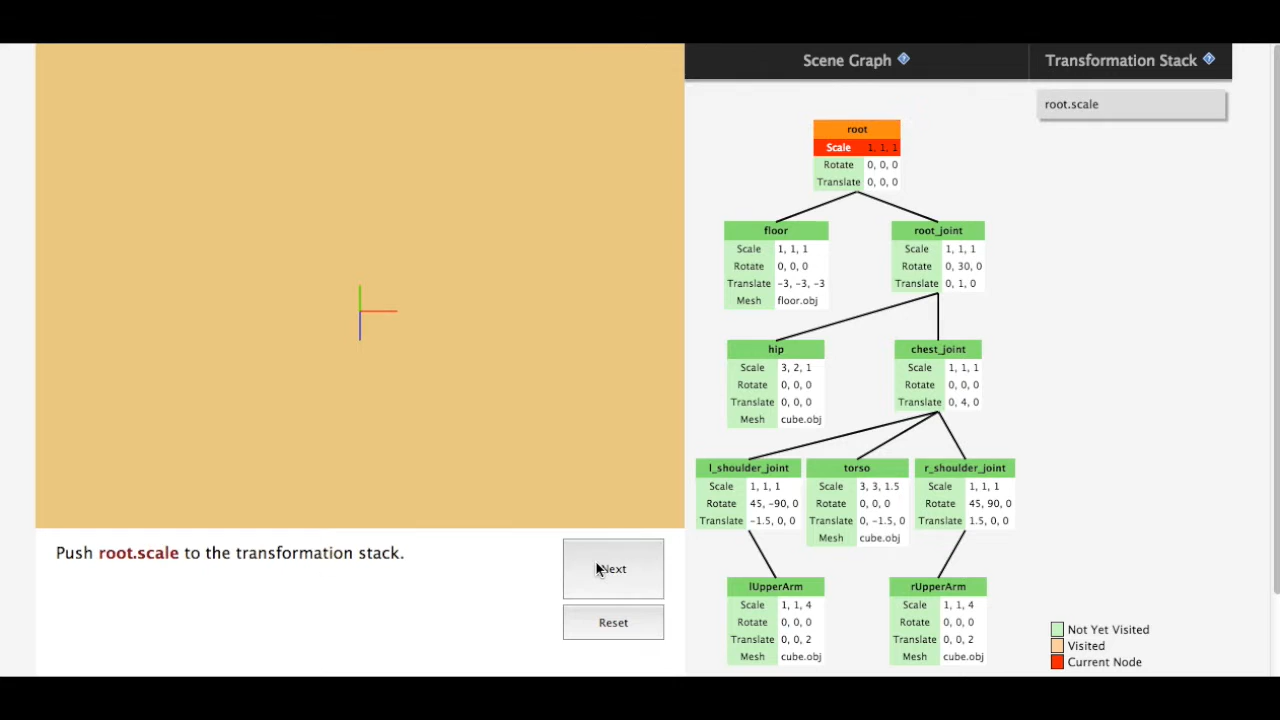 Scene Graph
Transformation Stack
root.scale
root
Scale 1, 1, 1
Rotate 0, 0, 0
Translate 0, 0, 0
floor
Scale 1, 1, 1
Rotate 0, 0, 0
Translate -3, -3, -3
Mesh floor.obj
root_joint
Scale 1, 1, 1
Rotate 0, 30, 0
Translate 0, 1, 0
hip
Scale 3, 2, 1
Rotate 0, 0, 0
Translate 0, 0, 0
Mesh cube.obj
chest_joint
Scale 1, 1, 1
Rotate 0, 0, 0
Translate 0, 4, 0
l_shoulder_joint
Scale 1, 1, 1
Rotate 45, -90, 0
Translate -1.5, 0, 0
torso
Scale 3, 3, 1.5
Rotate 0, 0, 0
Translate 0, -1.5, 0
Mesh cube.obj
r_shoulder_joint
Scale 1, 1, 1
Rotate 45, 90, 0
Translate 1.5, 0, 0
lUpperArm
Scale 1, 1, 4
Rotate 0, 0, 0
Translate 0, 0, 2
Mesh cube.obj
rUpperArm
Scale 1, 1, 4
Rotate 0, 0, 0
Translate 0, 0, 2
Mesh cube.obj
Push root.scale to the transformation stack.
Next
Reset
Not Yet Visited
Visited
Current Node